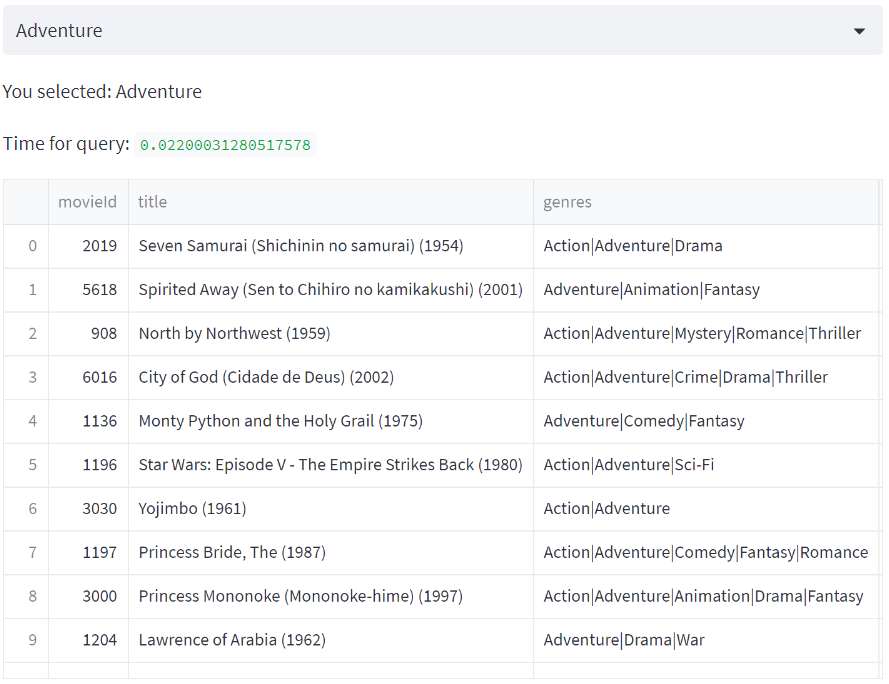 Adventure
You selected: Adventure
Time for query: 0.02200031280517578
movieId title genres
0 2019 Seven Samurai (Shichinin no samurai) (1954) Action|Adventure|Drama
1 5618 Spirited Away (Sen to Chihiro no kamikakushi) (2001) Adventure|Animation|Fantasy
2 908 North by Northwest (1959) Action|Adventure|Mystery|Romance|Thriller
3 6016 City of God (Cidade de Deus) (2002) Action|Adventure|Crime|Drama|Thriller
4 1136 Monty Python and the Holy Grail (1975) Adventure|Comedy|Fantasy
5 1196 Star Wars: Episode V - The Empire Strikes Back (1980) Action|Adventure|Sci-Fi
6 3030 Yojimbo (1961) Action|Adventure
7 1197 Princess Bride, The (1987) Action|Adventure|Comedy|Fantasy|Romance
8 3000 Princess Mononoke (Mononoke-hime) (1997) Action|Adventure|Animation|Drama|Fantasy
9 1204 Lawrence of Arabia (1962) Adventure|Drama|War